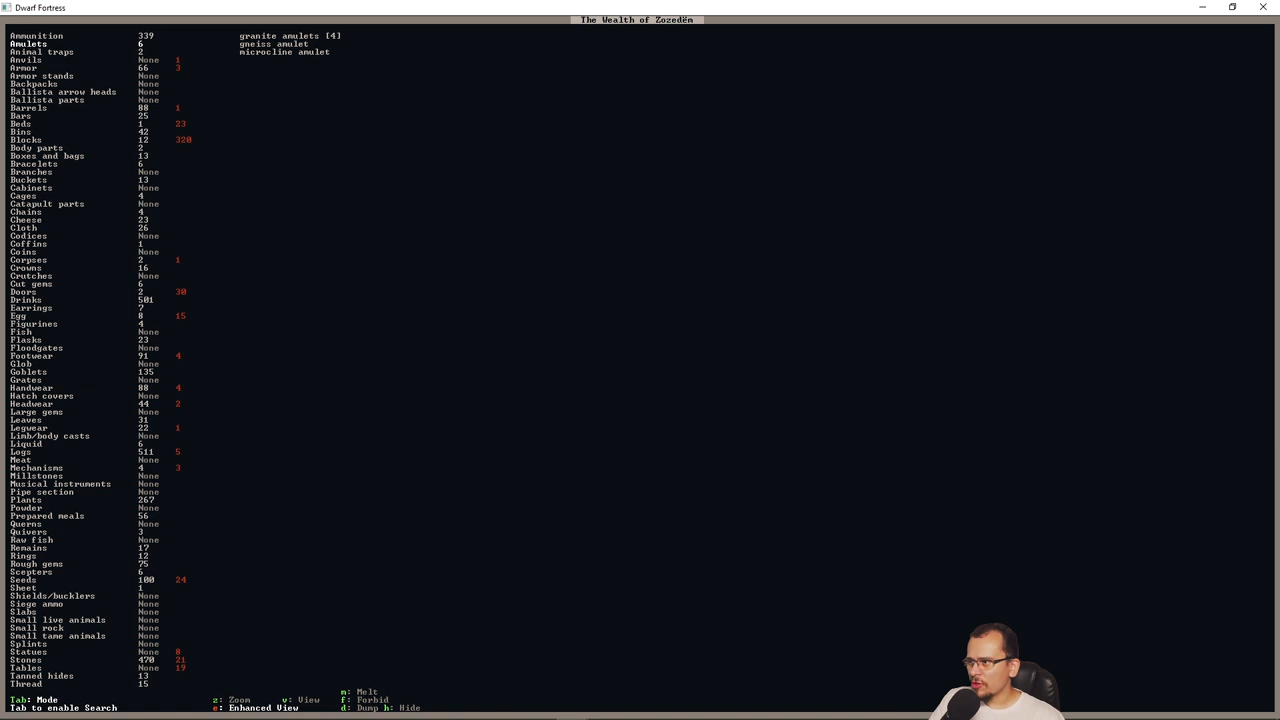 Dwarf Fortress
The Wealth of Zozedëm
Ammunition 339 granite amulets [4]
Amulets 6 gneiss amulet
Animal traps 2 microcline amulet
Anvils None 1
Armor 66 3
Armor stands None
Backpacks None
Ballista arrow heads None
Ballista parts None
Barrels 88 1
Bars 25
Beds 1 23
Bins 42
Blocks 12 320
Body parts 2
Boxes and bags 13
Bracelets 6
Branches None
Buckets 13
Cabinets None
Cages 4
Catapult parts None
Chains 4
Cheese 23
Cloth 26
Codices None
Coffins 1
Coins None
Corpses 2 1
Crowns 16
Crutches None
Cut gems 6
Doors 2 30
Drinks 501
Earrings 7
Egg 8 15
Figurines 4
Fish None
Flasks 23
Floodgates None
Footwear 91 4
Glob None
Goblets 135
Grates None
Handwear 88 4
Hatch covers None
Headwear 44 2
Large gems None
Leaves 31
Legwear 22 1
Limb/body casts None
Liquid 6
Logs 511 5
Meat None
Mechanisms 4 3
Millstones None
Musical instruments None
Pipe section None
Plants 267
Powder None
Prepared meals 56
Querns None
Quivers 3
Raw fish None
Remains 17
Rings 12
Rough gems 75
Scepters 6
Seeds 100 24
Sheet 1
Shields/bucklers None
Siege ammo None
Slabs None
Small live animals None
Small rock None
Small tame animals None
Splints None
Statues None 8
Stones 470 21
Tables None 19
Tanned hides 13
Thread 15
m: Melt
Tab: Mode z: Zoom v: View f: Forbid
Tab to enable Search e: Enhanced View d: Dump h: Hide